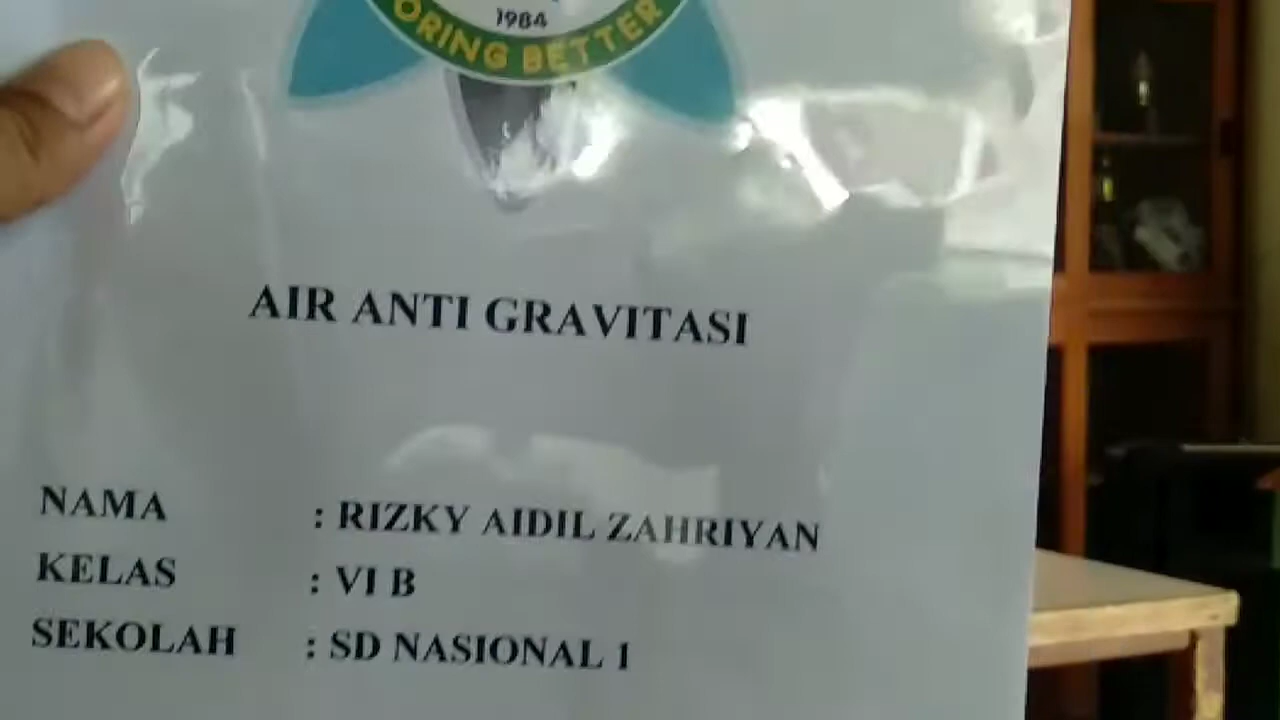 1984
ORING BETTER
AIR ANTI GRAVITASI
NAMA : RIZKY AIDIL ZAHRIYAN
KELAS : VI B
SEKOLAH : SD NASIONAL 1